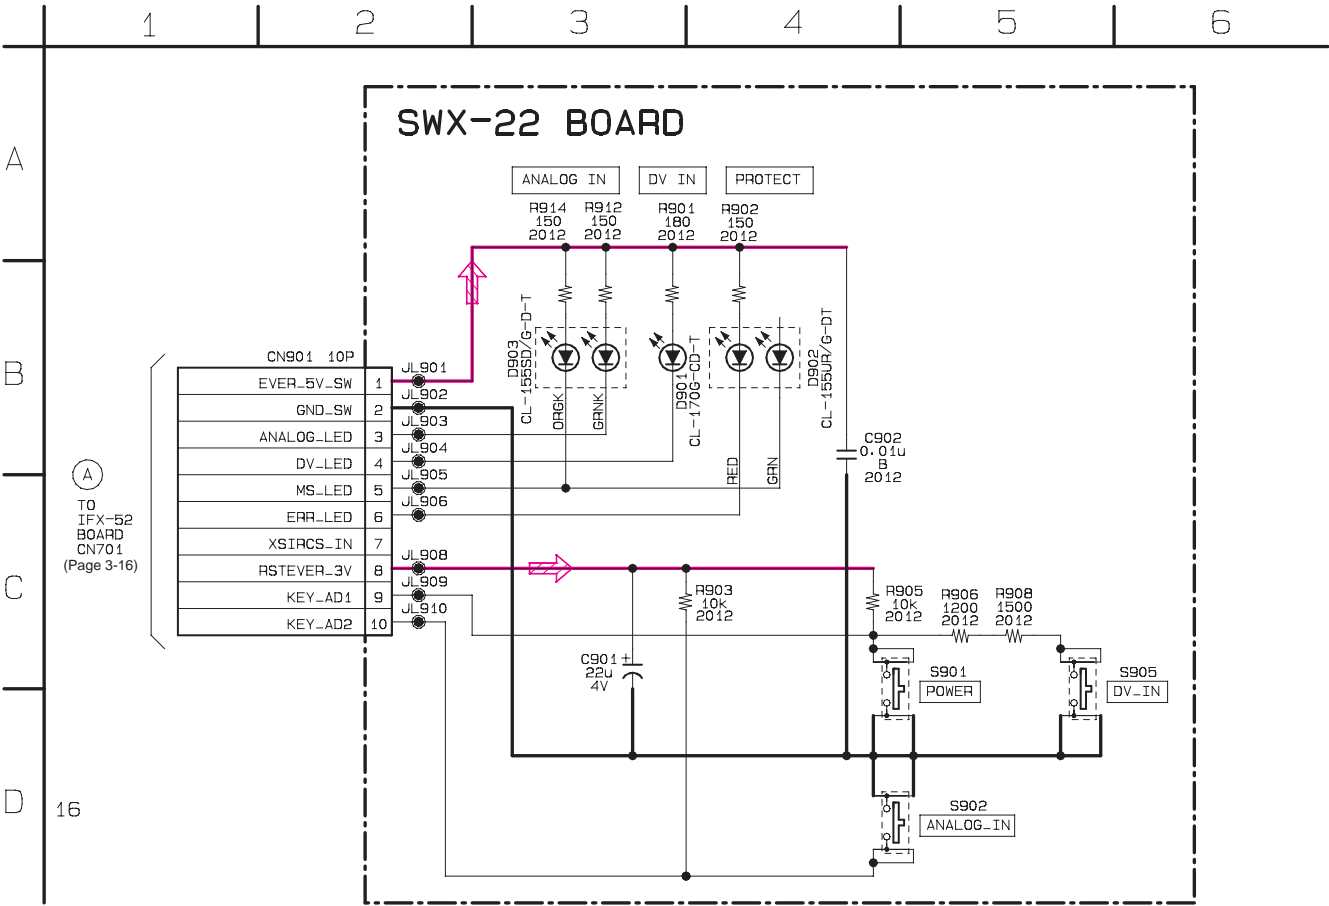 1 2 3 4 5 6
A
B
C
D
SWX-22 BOARD
ANALOG IN
DV IN
PROTECT
R914
150
2012
R912
150
2012
R901
180
2012
R902
150
2012
D903
CL-155SD/G-D-T
D901
CL-170G-CD-T
D902
CL-155UR/G-DT
ORGK
GRNK
RED
GRN
C902
0.01u
B
2012
CN901 10P
EVER_5V_SW 1
GND_SW 2
ANALOG_LED 3
DV_LED 4
MS_LED 5
ERR_LED 6
XSIRCS_IN 7
RSTEVER_3V 8
KEY_AD1 9
KEY_AD2 10
JL901
JL902
JL903
JL904
JL905
JL906
JL908
JL909
JL910
A
TO
IFX-52
BOARD
CN701
(Page 3-16)
R903
10k
2012
R905
10k
2012
R906
1200
2012
R908
1500
2012
C901 +
22u
4V
S901
POWER
S905
DV_IN
S902
ANALOG_IN
16